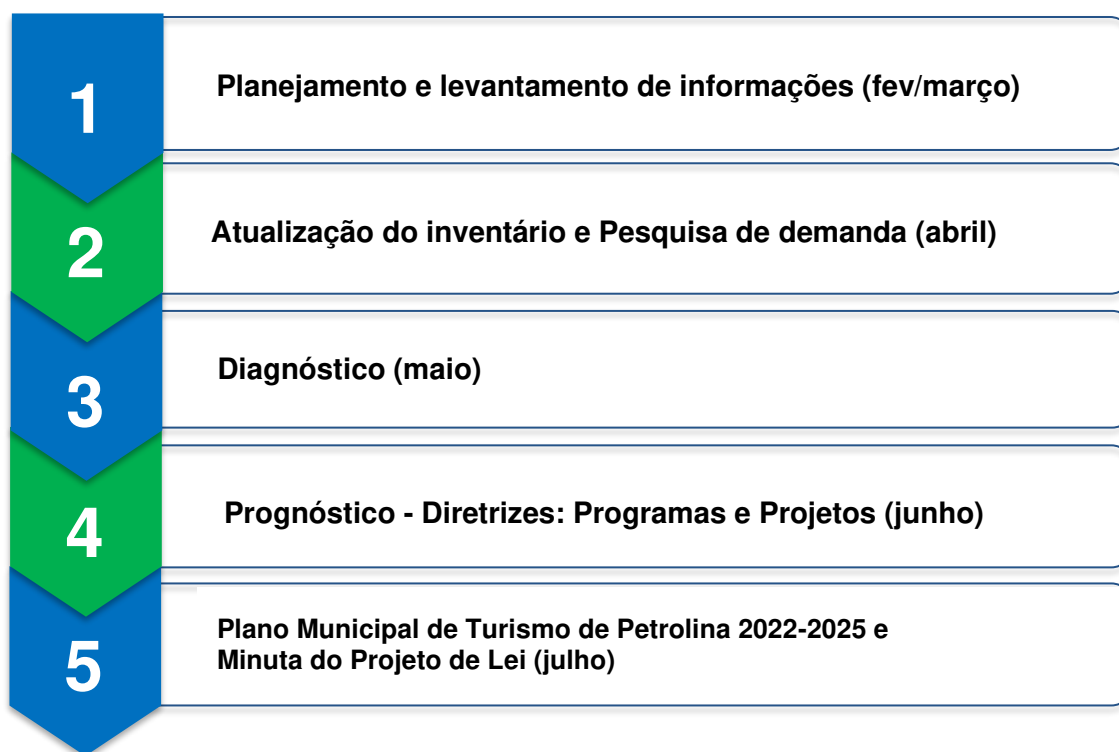 1
Planejamento e levantamento de informações (fev/março)
2
Atualização do inventário e Pesquisa de demanda (abril)
3
Diagnóstico (maio)
4
Prognóstico - Diretrizes: Programas e Projetos (junho)
5
Plano Municipal de Turismo de Petrolina 2022-2025 e
Minuta do Projeto de Lei (julho)